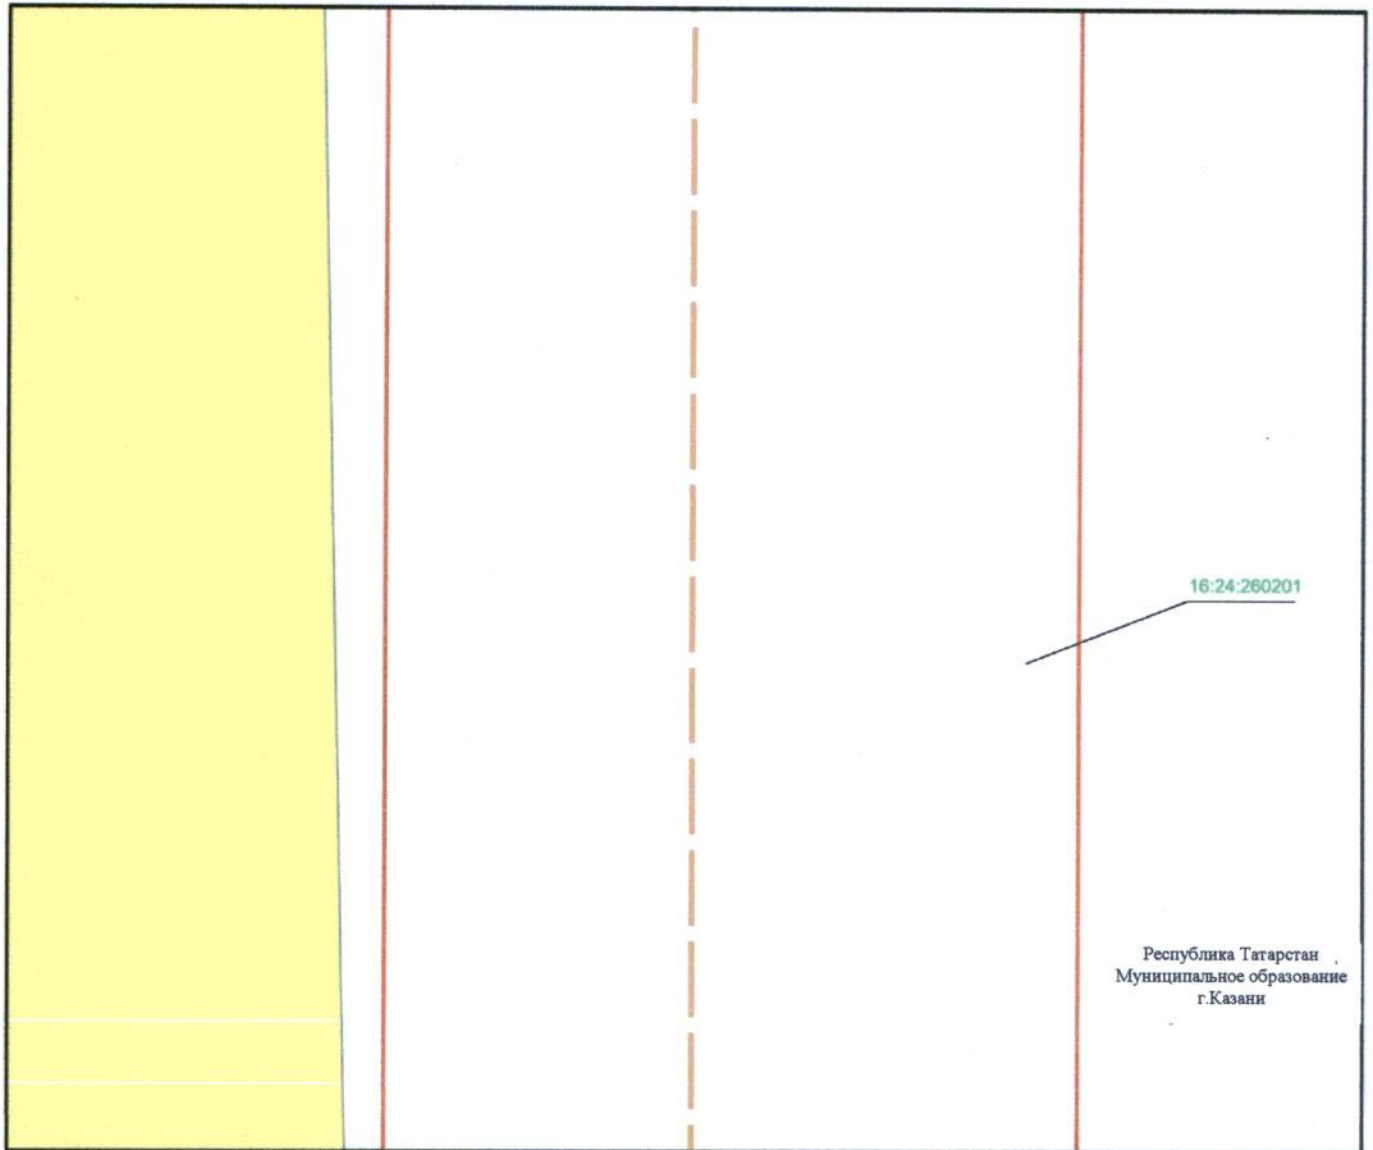 16:24:260201
Республика Татарстан
Муниципальное образование
г.Казани